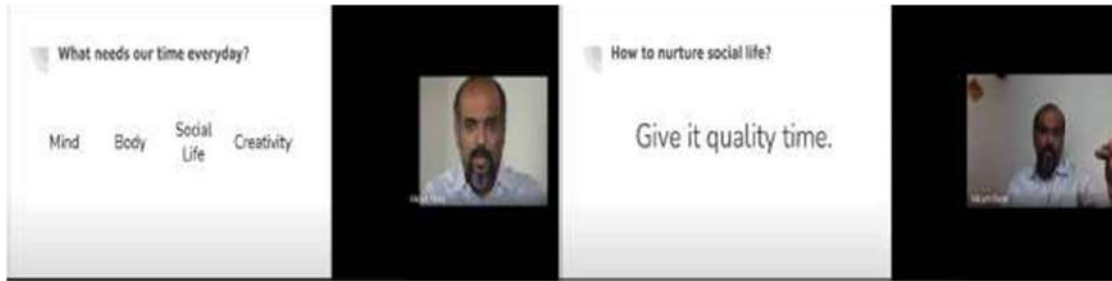 What needs our time everyday?
Mind Body Social Life Creativity
How to nurture social life?
Give it quality time.